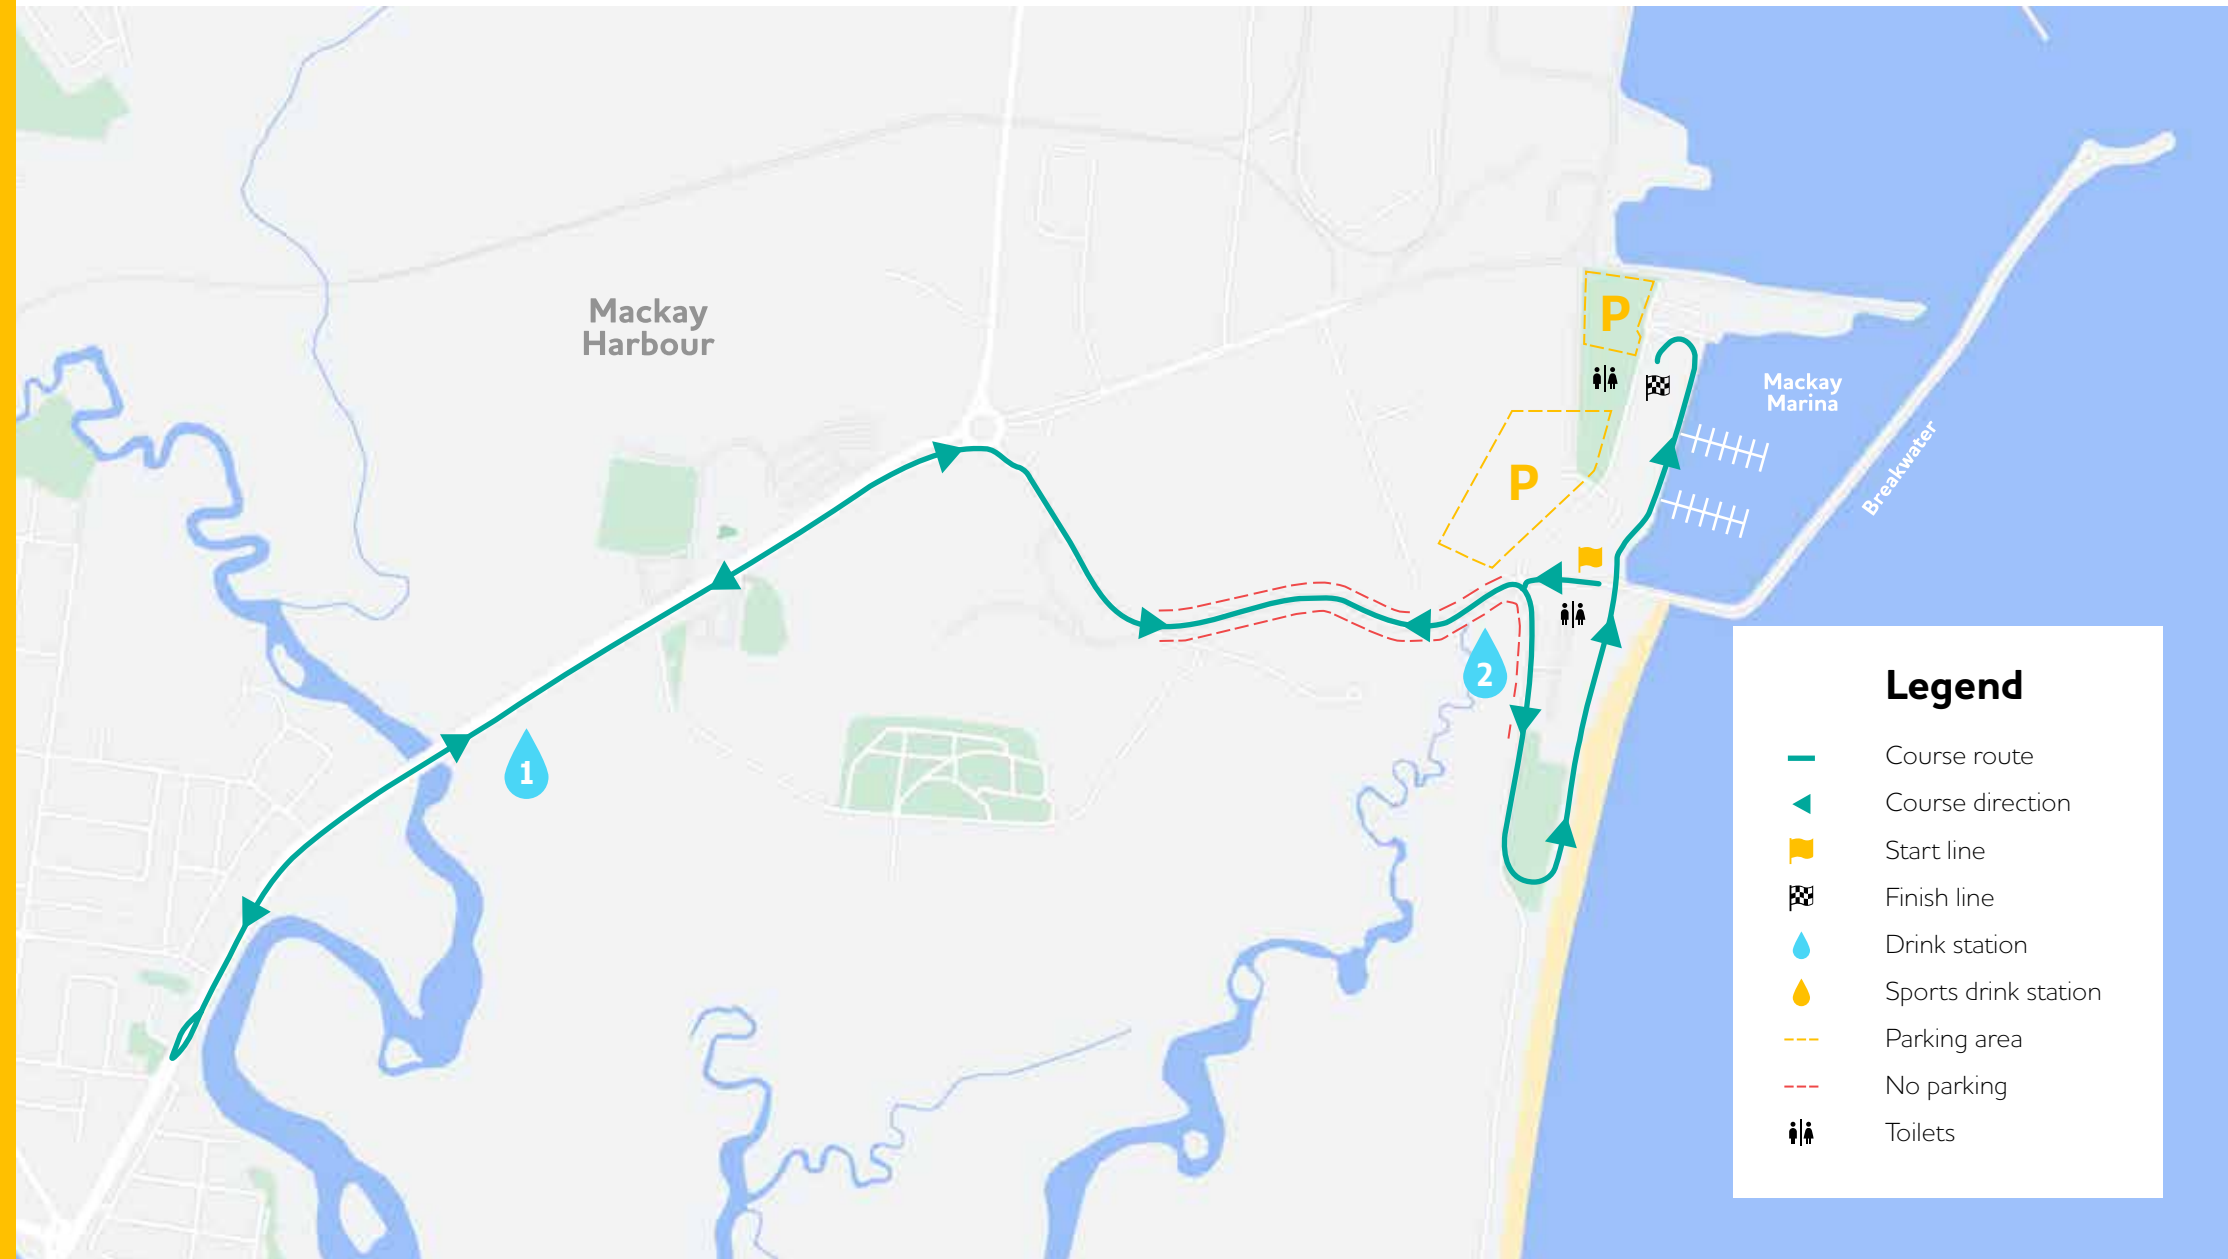 Mackay
Harbour
P
P
Mackay
Marina
Breakwater
1
2
Legend
Course route
Course direction
Start line
Finish line
Drink station
Sports drink station
Parking area
No parking
Toilets